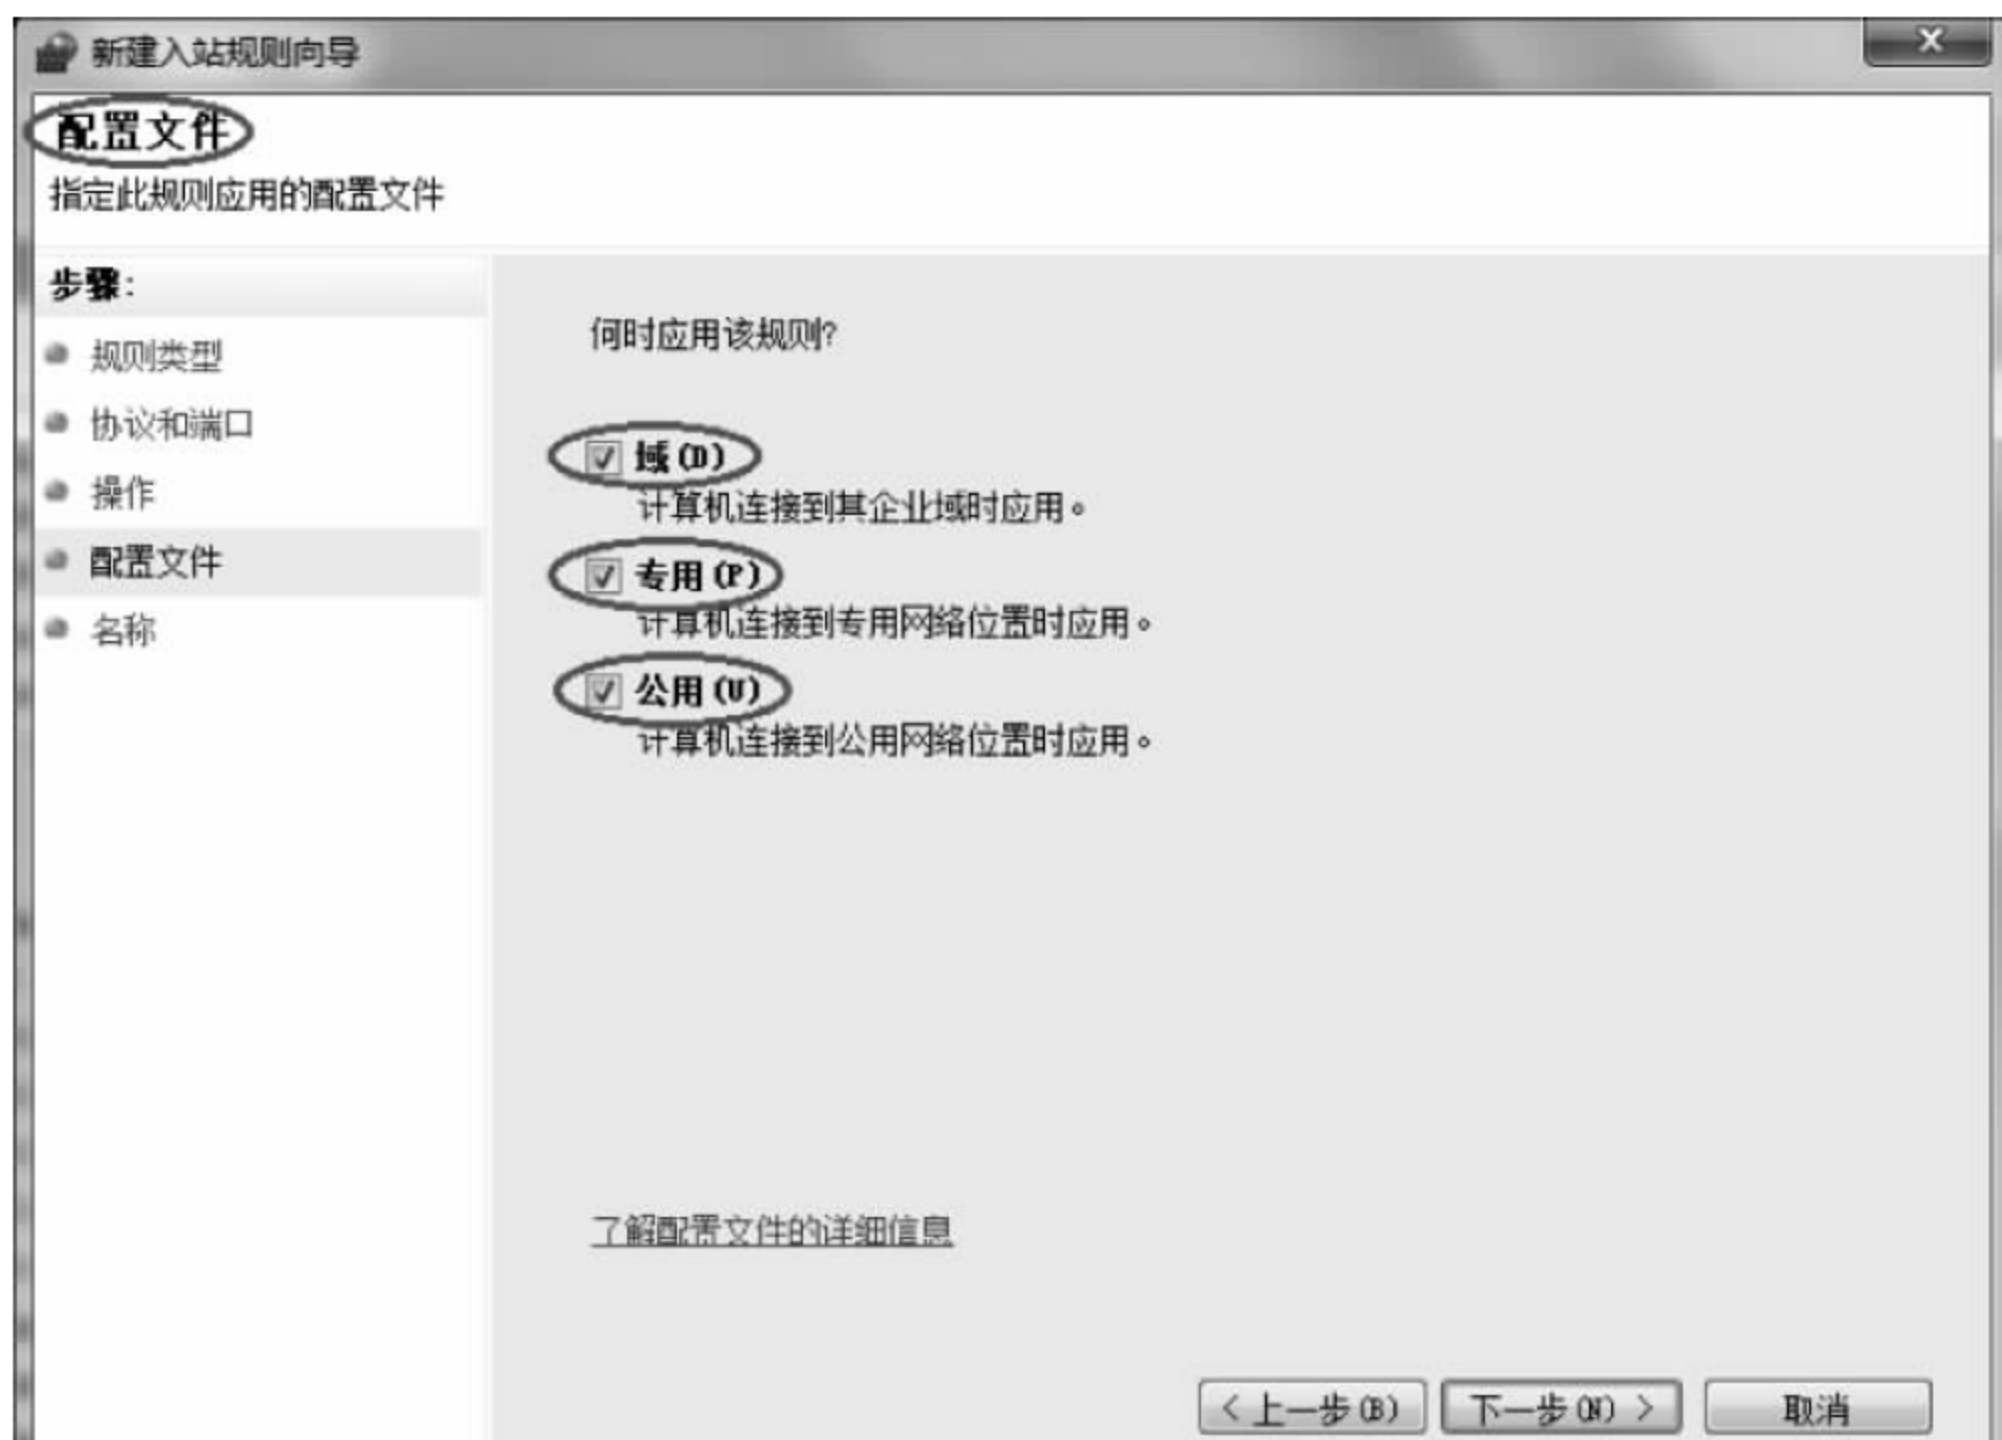 新建入站规则向导
配置文件
指定此规则应用的配置文件
步骤:
规则类型
协议和端口
操作
配置文件
名称
何时应用该规则?
域(D)
计算机连接到其企业域时应用。
专用(P)
计算机连接到专用网络位置时应用。
公用(U)
计算机连接到公用网络位置时应用。
了解配置文件的详细信息
< 上一步(B)
下一步(N) >
取消